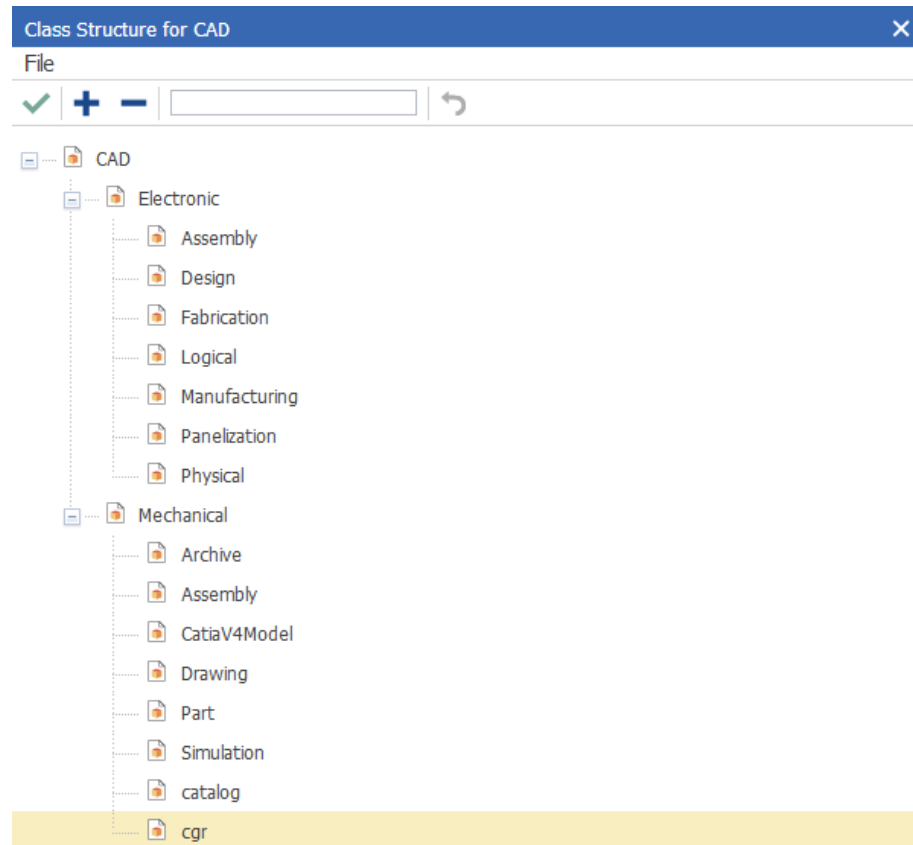 Class Structure for CAD
File
CAD
Electronic
Assembly
Design
Fabrication
Logical
Manufacturing
Panelization
Physical
Mechanical
Archive
Assembly
CatiaV4Model
Drawing
Part
Simulation
catalog
cgr